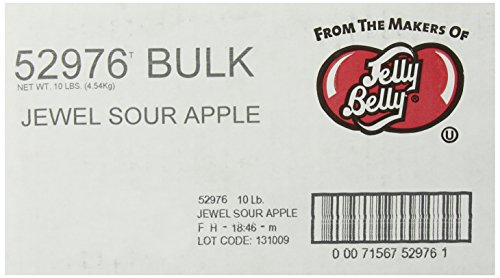 52976 T BULK
NET WT. 10 LBS. (4.54Kg)
JEWEL SOUR APPLE
FROM THE MAKERS OF
Jelly
Belly®
U
52976 10 Lb.
JEWEL SOUR APPLE
F H - 18:46 - m
LOT CODE: 131009
0 00 71567 52976 1